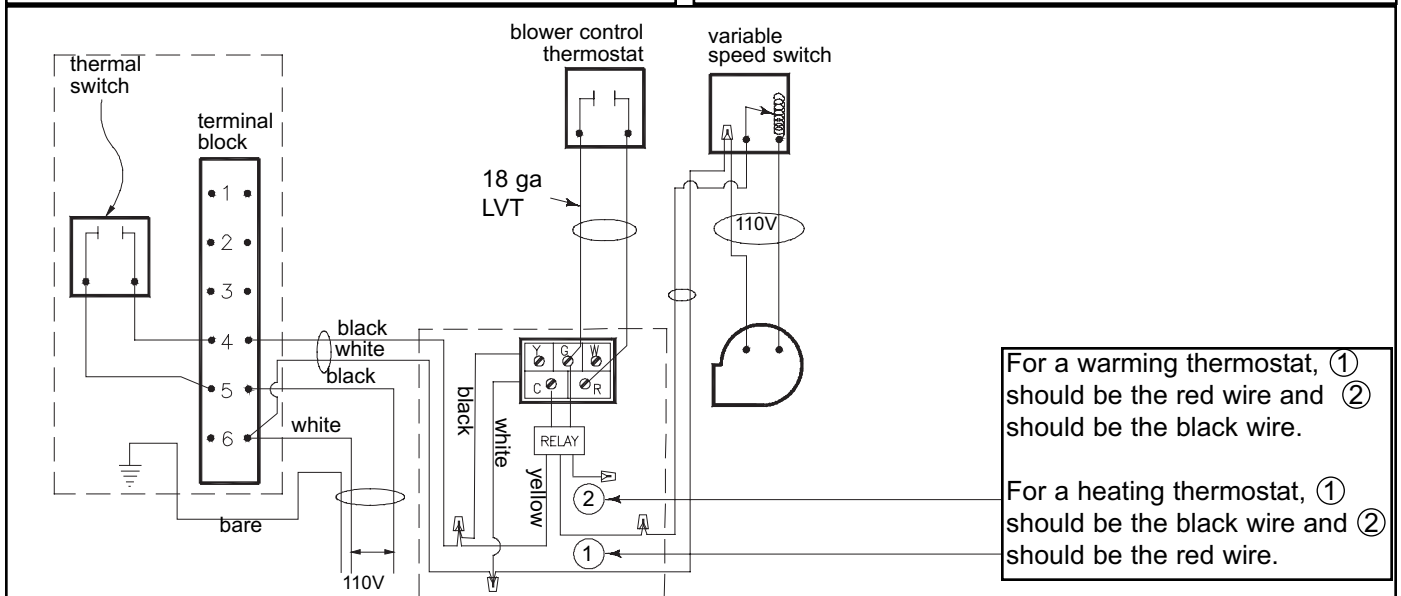 blower control
thermostat
variable
speed switch
thermal
switch
terminal
block
1
2
3
4
5
6
18 ga
LVT
110V
black
white
black
white
bare
110V
black
white
yellow
Y G W
C R
RELAY
2
1
For a warming thermostat, ①
should be the red wire and ②
should be the black wire.
For a heating thermostat, ①
should be the black wire and ②
should be the red wire.